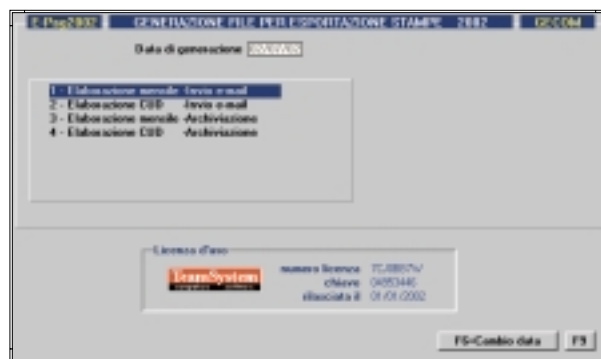 E-Pag2002 GENERAZIONE FILE PER ESPORTAZIONE STAMPE 2002 GECOM
Data di generazione
1 - Elaborazione mensile -Invio e-mail
2 - Elaborazione CUD -Invio e-mail
3 - Elaborazione mensile -Archiviazione
4 - Elaborazione CUD -Archiviazione
Licenza d'uso
TeamSystem
numero licenza
chiave
rilasciata il 01/01/2002
F6=Cambio data F9